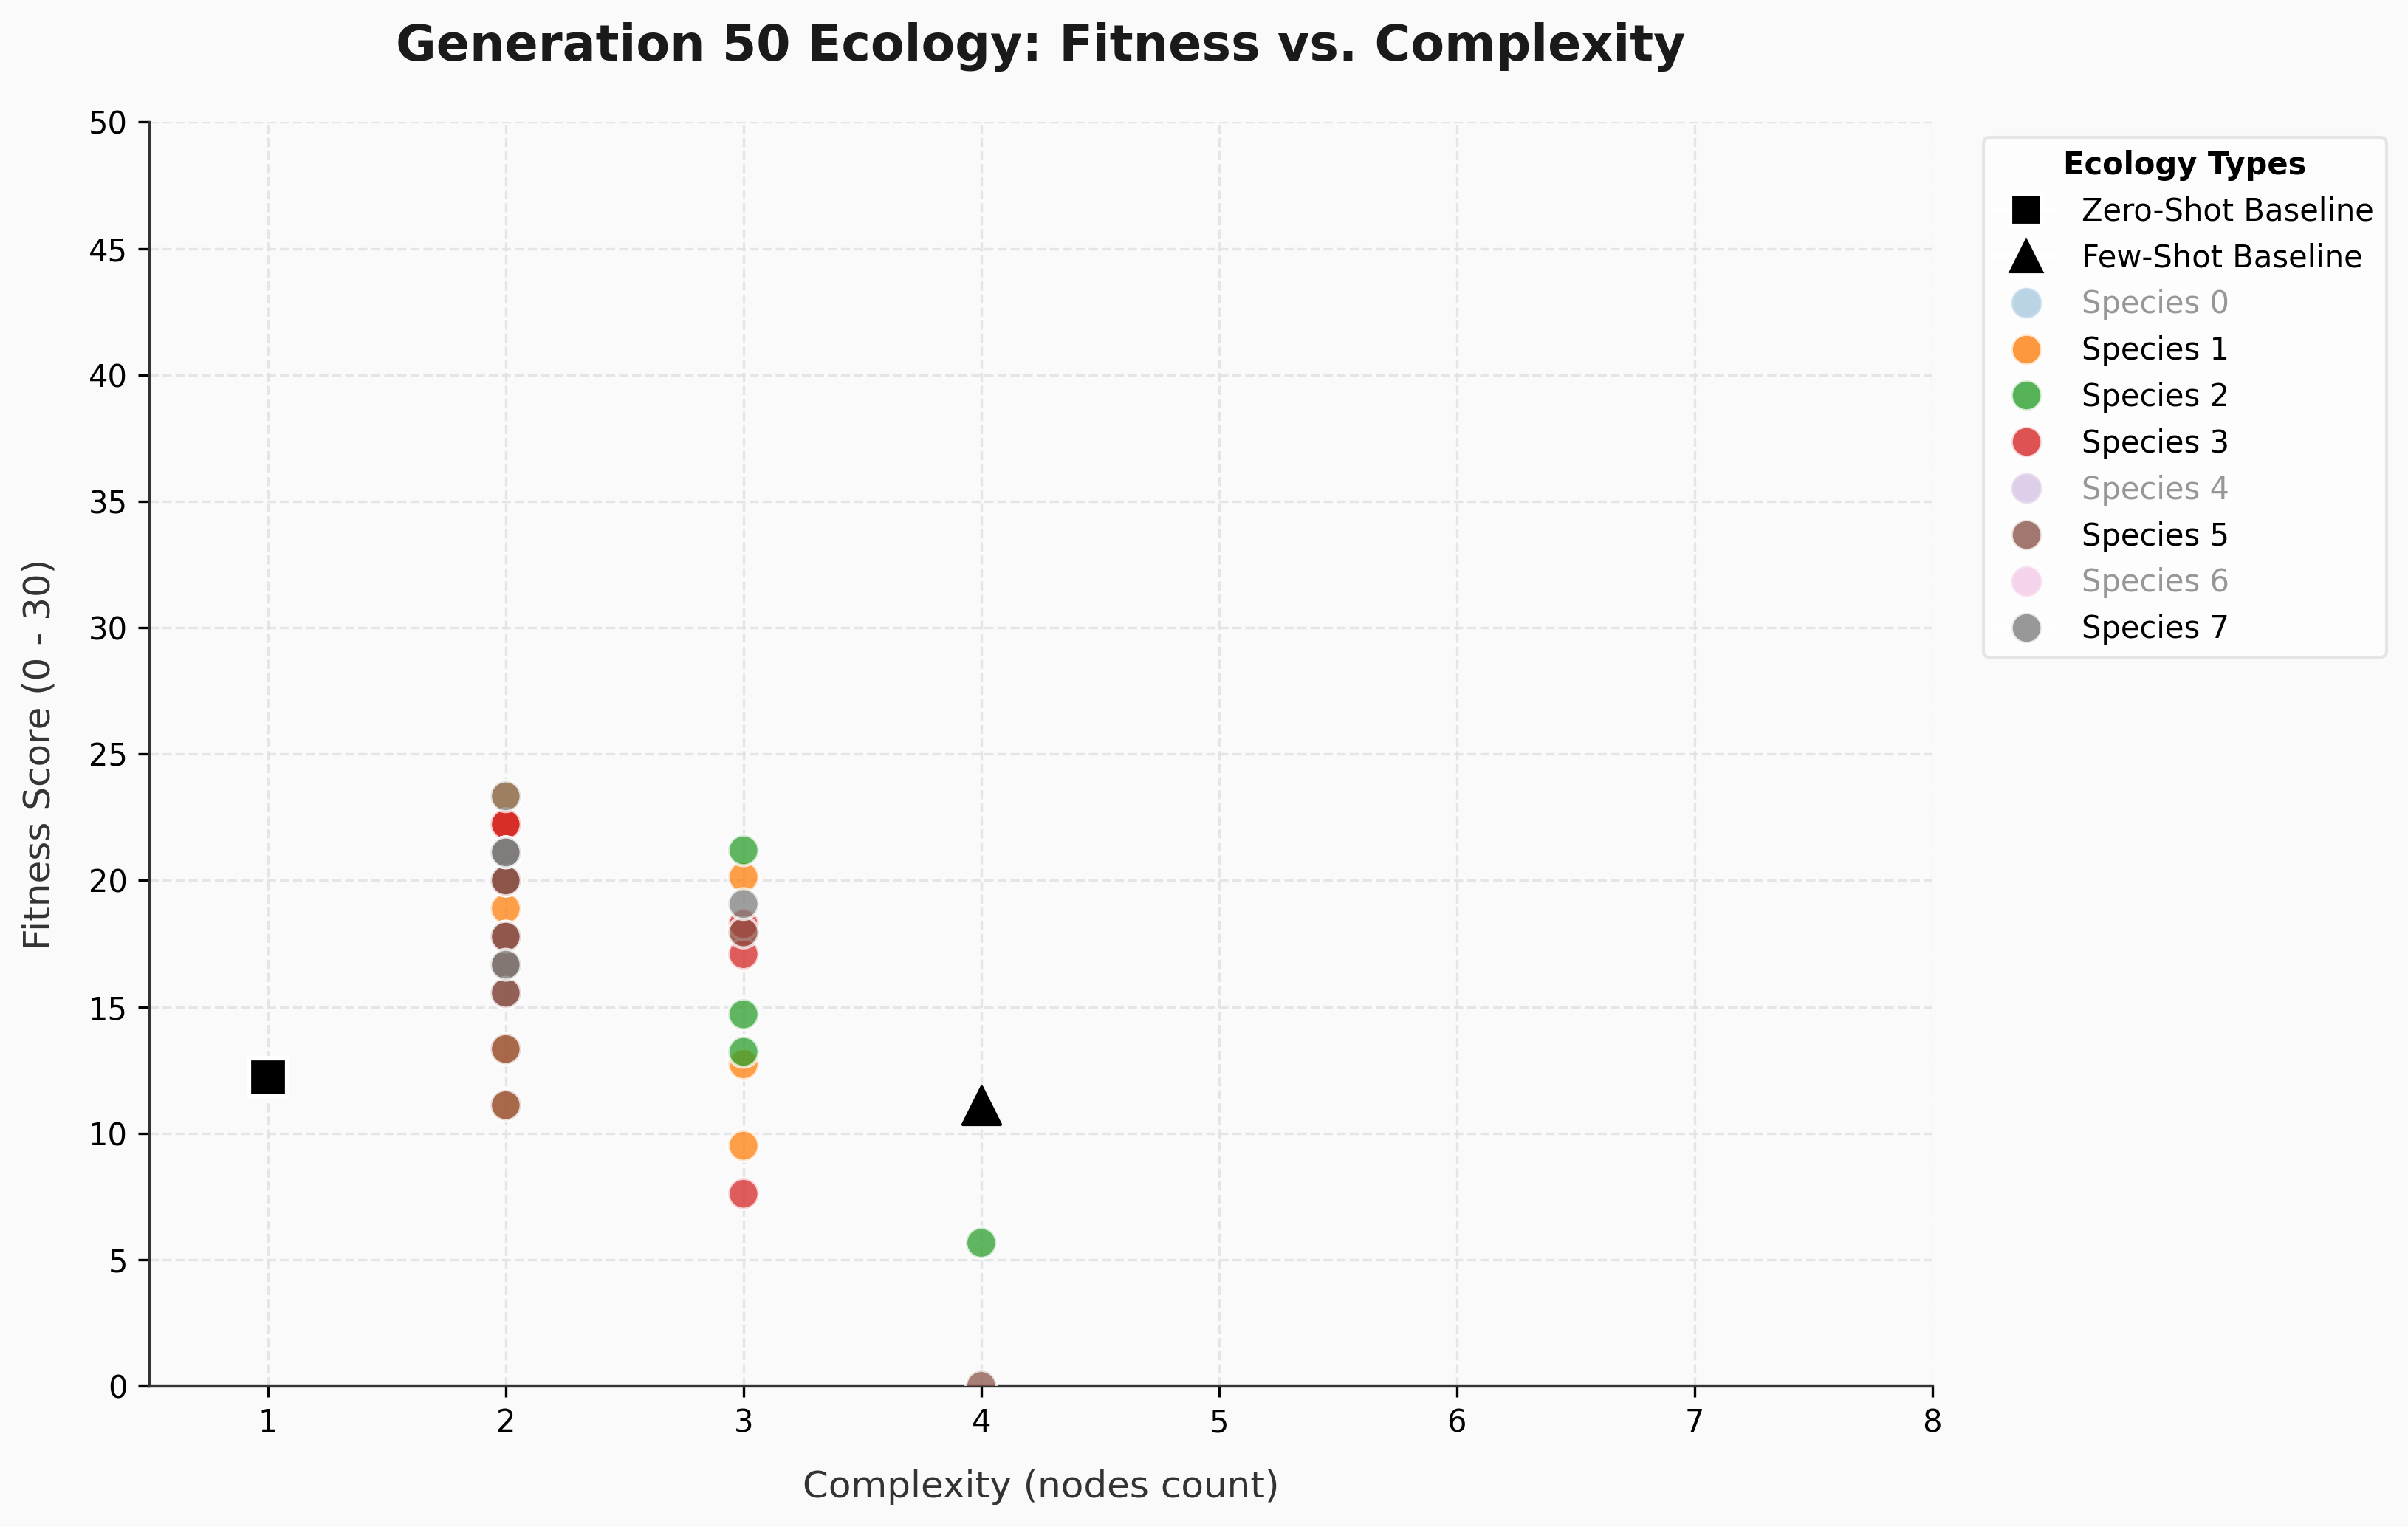 Generation 50 Ecology: Fitness vs. Complexity
50
45
40
35
30
25
20
15
10
5
0
Fitness Score (0 - 30)
1 2 3 4 5 6 7 8
Complexity (nodes count)
Ecology Types
Zero-Shot Baseline
Few-Shot Baseline
Species 0
Species 1
Species 2
Species 3
Species 4
Species 5
Species 6
Species 7